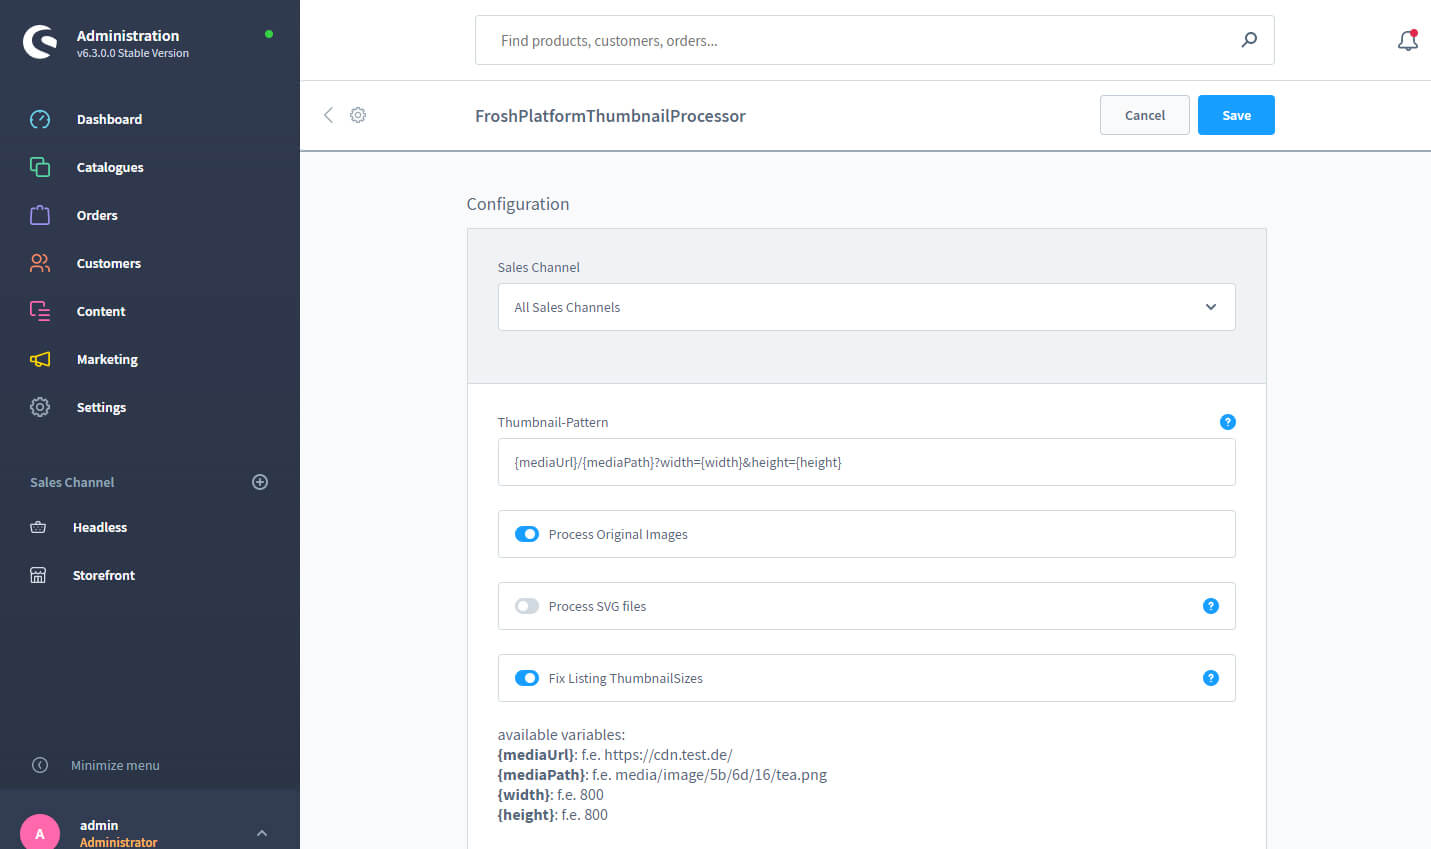 Administration
v6.3.0.0 Stable Version
Dashboard
Catalogues
Orders
Customers
Content
Marketing
Settings
Sales Channel
Headless
Storefront
Minimize menu
A
admin
Administrator
Find products, customers, orders...
FroshPlatformThumbnailProcessor
Cancel
Save
Configuration
Sales Channel
All Sales Channels
Thumbnail-Pattern
?
{mediaUrl}/{mediaPath}?width={width}&height={height}
Process Original Images
Process SVG files
?
Fix Listing ThumbnailSizes
?
available variables:
{mediaUrl}: f.e. https://cdn.test.de/
{mediaPath}: f.e. media/image/5b/6d/16/tea.png
{width}: f.e. 800
{height}: f.e. 800